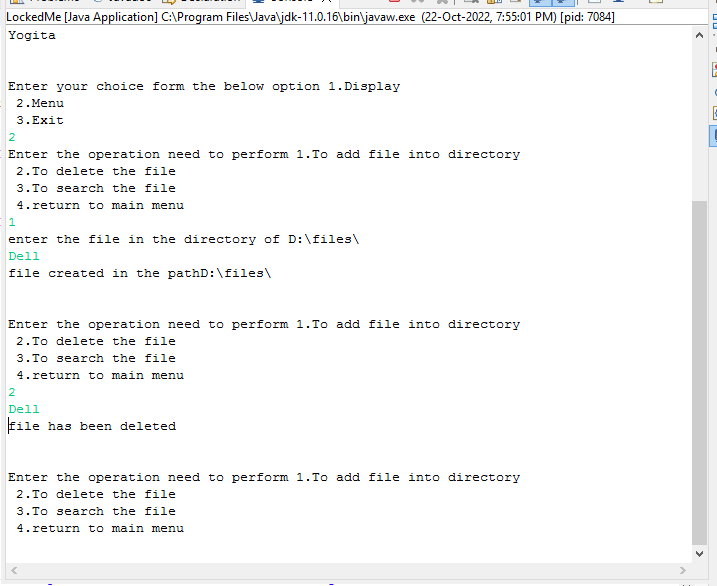 LockedMe [Java Application] C:\Program Files\Java\jdk-11.0.16\bin\javaw.exe (22-Oct-2022, 7:55:01 PM) [pid: 7084]
Yogita
Enter your choice form the below option 1.Display
2.Menu
3.Exit
2
Enter the operation need to perform 1.To add file into directory
2.To delete the file
3.To search the file
4.return to main menu
1
enter the file in the directory of D:\files\
Dell
file created in the pathD:\files\
Enter the operation need to perform 1.To add file into directory
2.To delete the file
3.To search the file
4.return to main menu
2
Dell
file has been deleted
Enter the operation need to perform 1.To add file into directory
2.To delete the file
3.To search the file
4.return to main menu